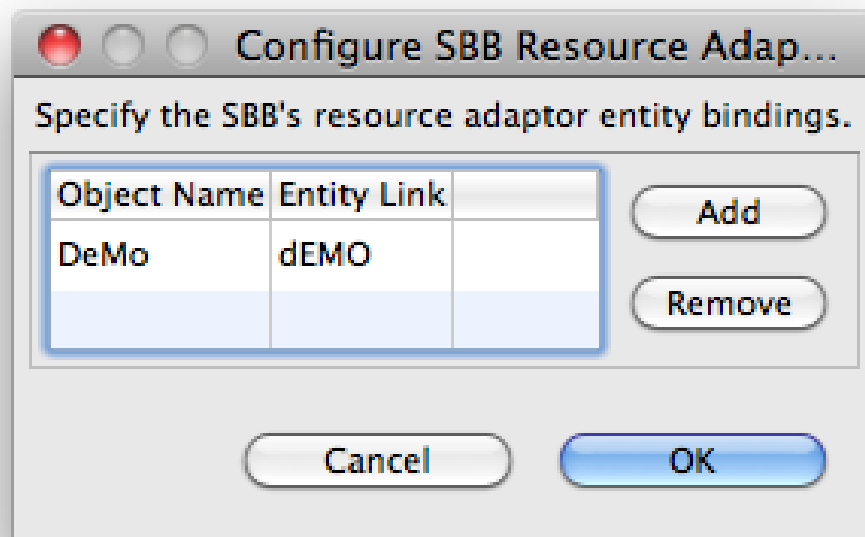 Configure SBB Resource Adap...
Specify the SBB's resource adaptor entity bindings.
Object Name Entity Link
Add
DeMo dEMO
Remove
Cancel OK